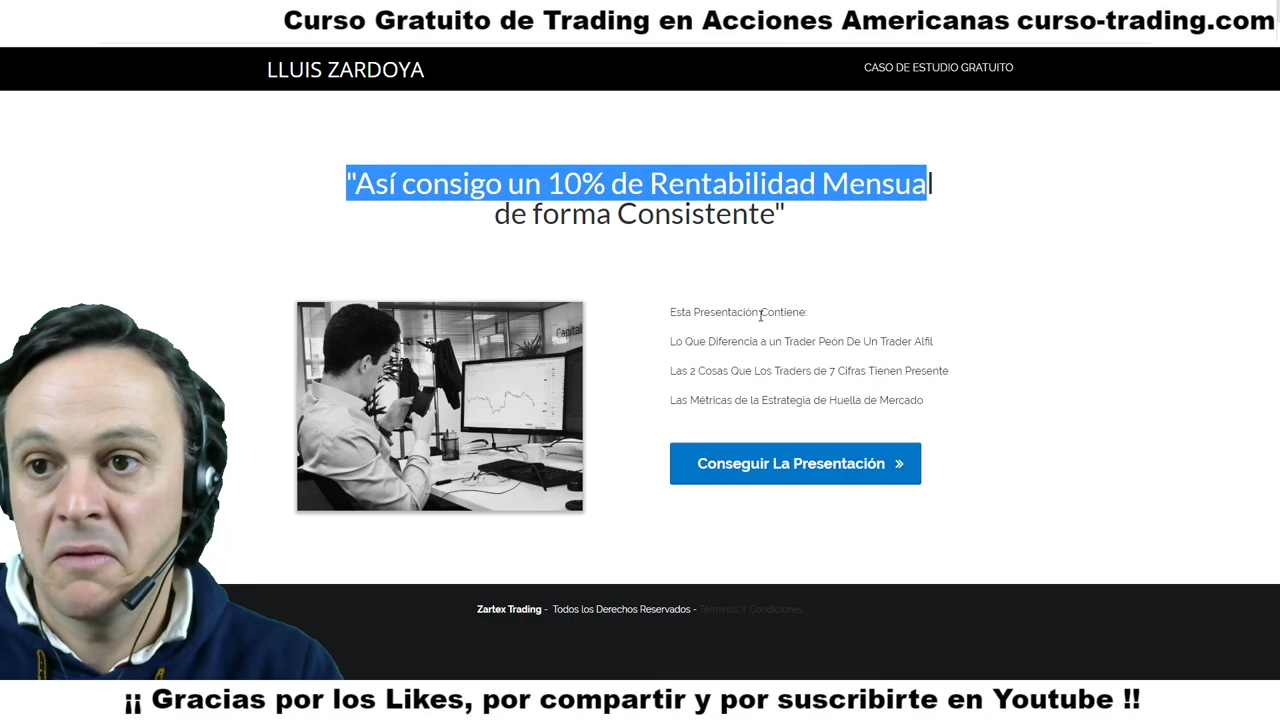 Curso Gratuito de Trading en Acciones Americanas curso-trading.com
LLUIS ZARDOYA
CASO DE ESTUDIO GRATUITO
"Así consigo un 10% de Rentabilidad Mensual
de forma Consistente"
Capital
Esta Presentación Contiene:
Lo Que Diferencia a un Trader Peón De Un Trader Alfil
Las 2 Cosas Que Los Traders de 7 Cifras Tienen Presente
Las Métricas de la Estrategia de Huella de Mercado
Conseguir La Presentación »
Zartex Trading - Todos los Derechos Reservados - Términos Y Condiciones
¡¡ Gracias por los Likes, por compartir y por suscribirte en Youtube !!